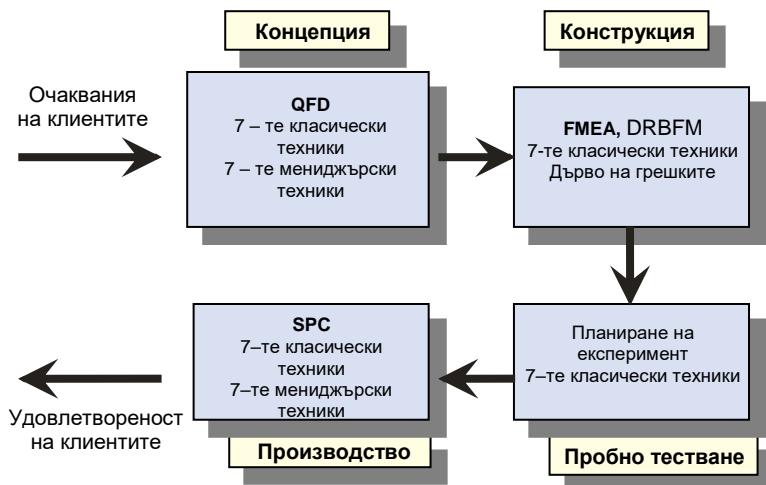 Концепция
Конструкция
Очаквания
на клиентите
QFD
7 – те класически
техники
7 – те мениджърски
техники
FMEA, DRBFM
7-те класически техники
Дърво на грешките
SPC
7–те класически
техники
7–те мениджърски
техники
Планиране на
експеримент
7–те класически техники
Удовлетвореност
на клиентите
Производство
Пробно тестване